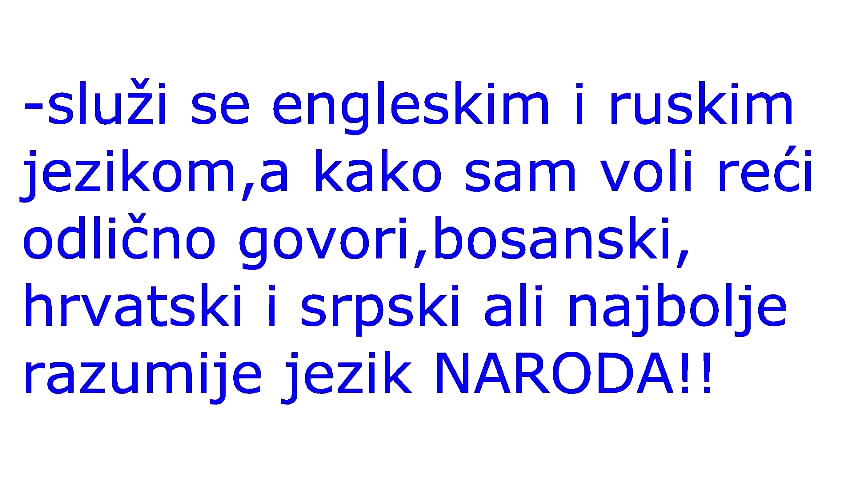 -služi se engleskim i ruskim
jezikom,a kako sam voli reći
odlično govori,bosanski,
hrvatski i srpski ali najbolje
razumije jezik NARODA!!